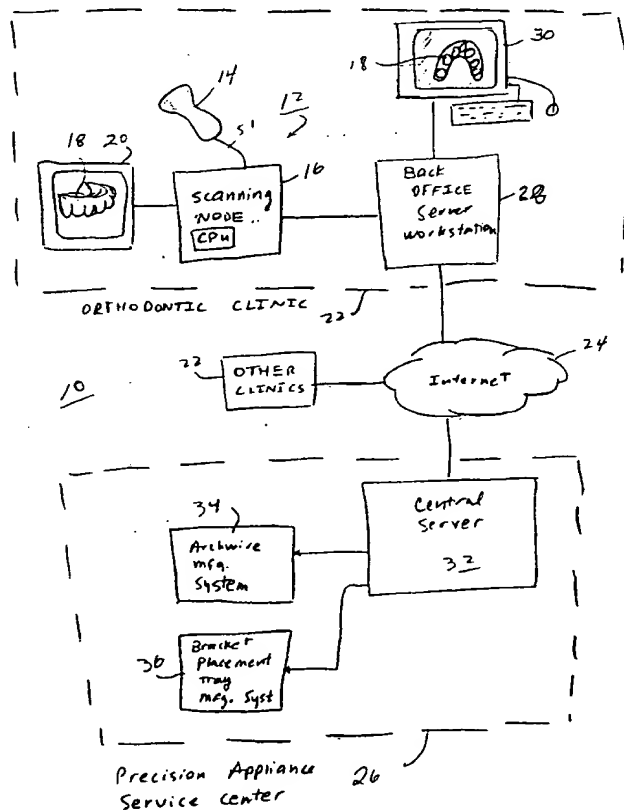 30
18
14
12
51
18
20
16
Scanning
NODE
CPU
Back
OFFICE
Server
Workstation
28
ORTHODONTIC CLINIC
22
22
OTHER
CLINICS
Internet
24
10
34
Archwire
mfg.
System
Central
Server
32
36
Bracket
Placement
Tray
mfg. Syst
Precision Appliance
Service center
26